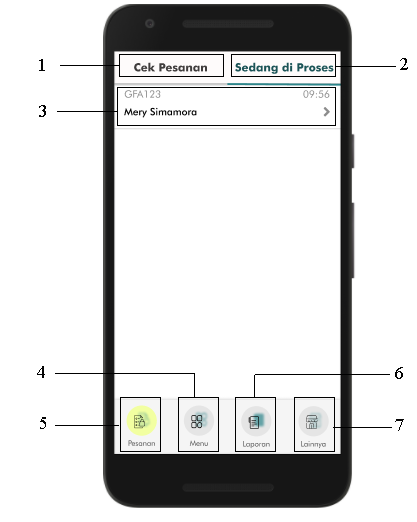 1 Cek Pesanan Sedang di Proses 2
GFA123 09:56
3 Mery Simamora
4 6
5 Pesanan Menu Laporan Lainnya 7